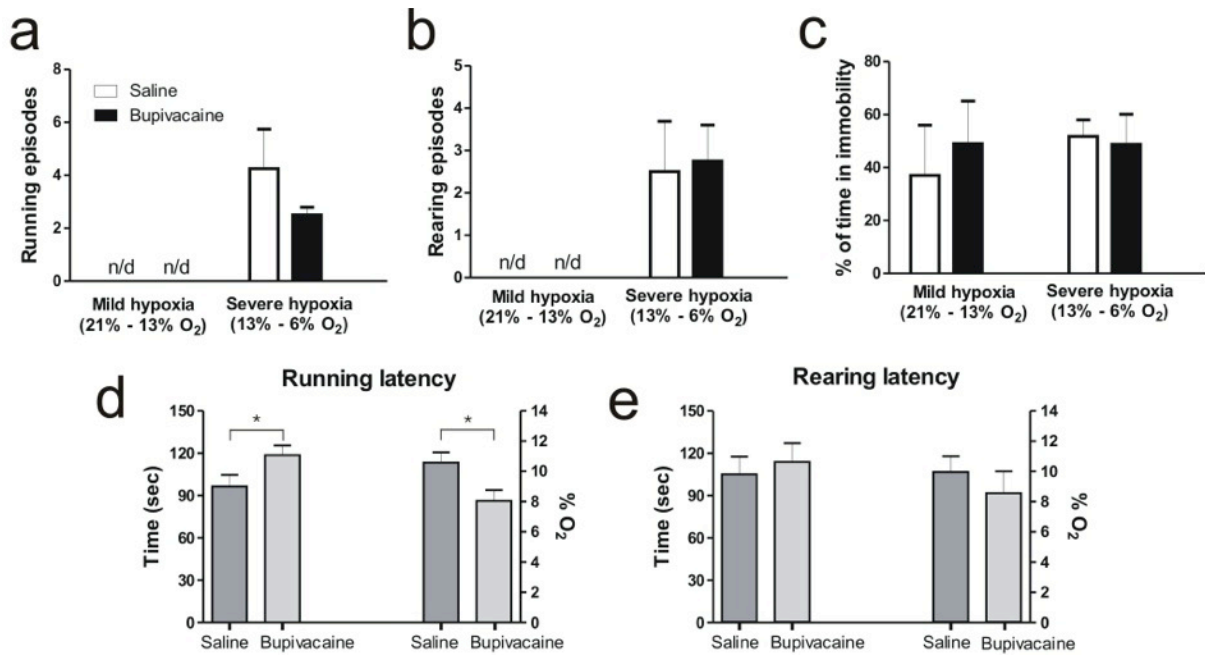 a
Running episodes
8
6
4
2
0
Saline
Bupivacaine
n/d n/d
Mild hypoxia
(21% - 13% O₂)
Severe hypoxia
(13% - 6% O₂)
b
Rearing episodes
5
4
3
2
1
0
n/d n/d
Mild hypoxia
(21% - 13% O₂)
Severe hypoxia
(13% - 6% O₂)
c
% of time in immobility
80
60
40
20
0
Mild hypoxia
(21% - 13% O₂)
Severe hypoxia
(13% - 6% O₂)
d
Running latency
Time (sec)
150
120
90
60
30
0
*
*
14
12
10
8
6
4
2
0
% O₂
Saline Bupivacaine
Saline Bupivacaine
e
Rearing latency
Time (sec)
150
120
90
60
30
0
14
12
10
8
6
4
2
0
% O₂
Saline Bupivacaine
Saline Bupivacaine